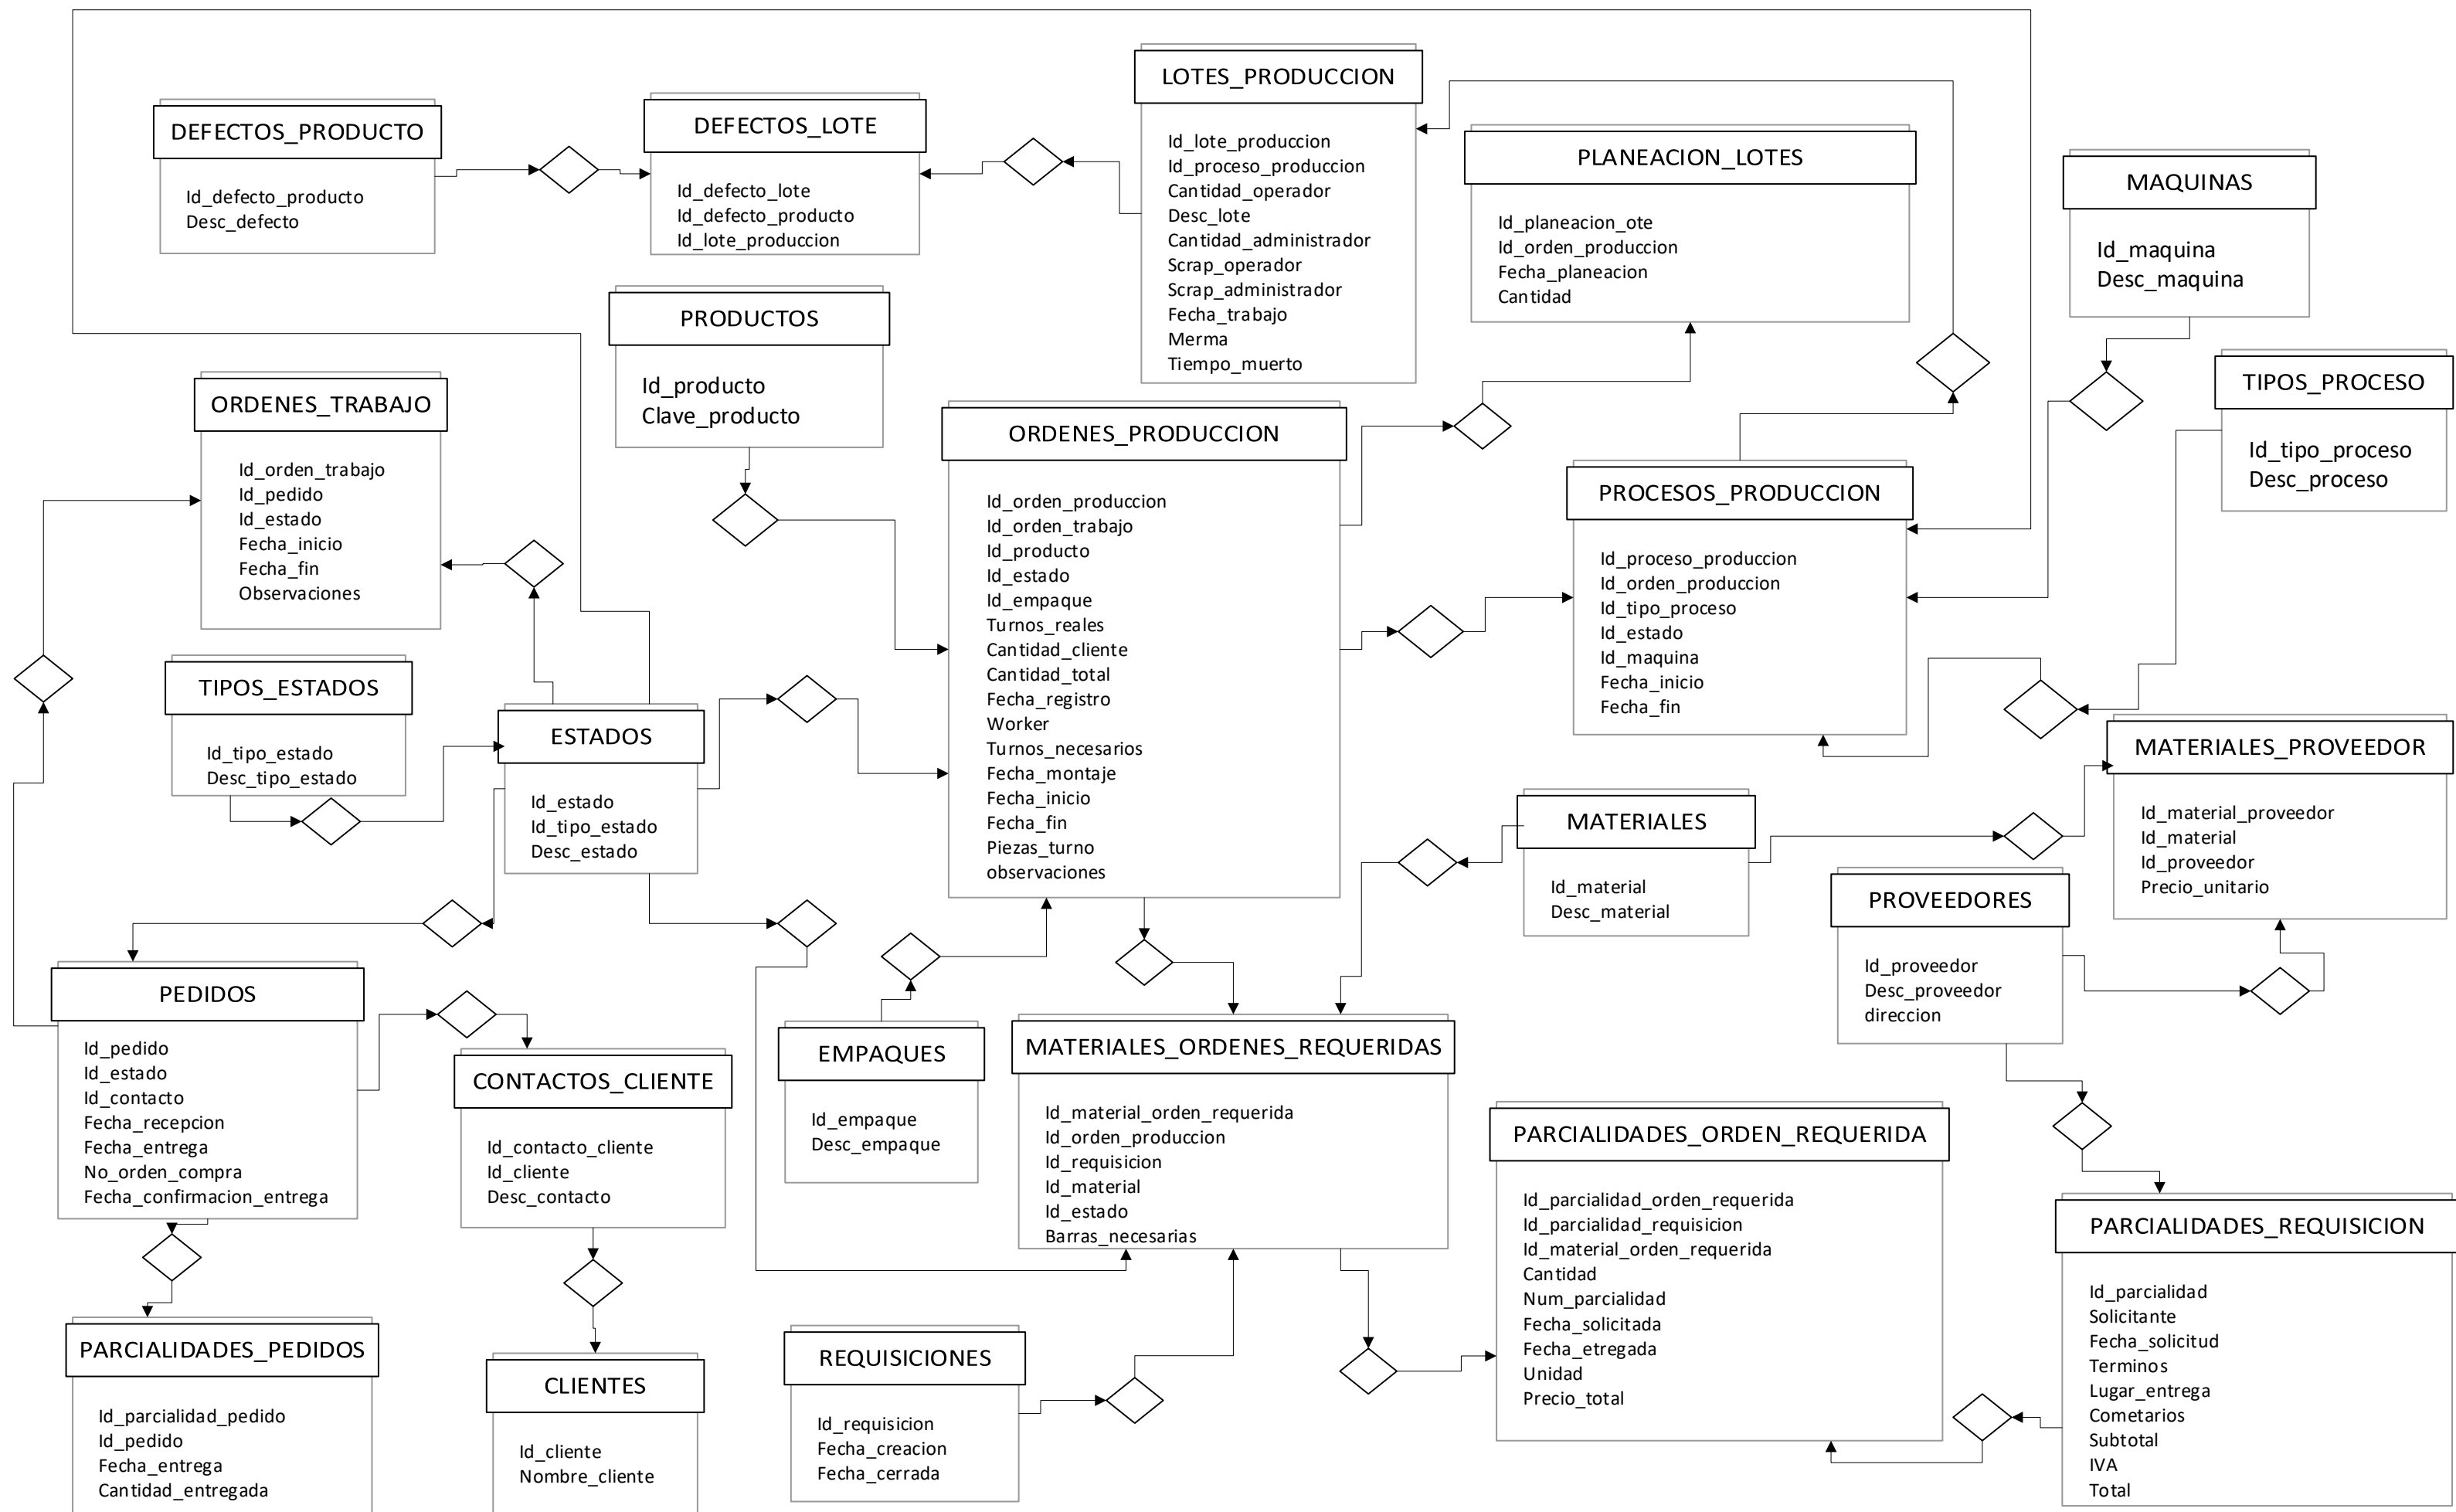 LOTES_PRODUCCION
Id_lote_produccion
Id_proceso_produccion
Cantidad_operador
Desc_lote
Cantidad_administrador
Scrap_operador
Scrap_administrador
Fecha_trabajo
Merma
Tiempo_muerto
DEFECTOS_PRODUCTO
Id_defecto_producto
Desc_defecto
DEFECTOS_LOTE
Id_defecto_lote
Id_defecto_producto
Id_lote_produccion
PLANEACION_LOTES
Id_planeacion_ote
Id_orden_produccion
Fecha_planeacion
Cantidad
MAQUINAS
Id_maquina
Desc_maquina
PRODUCTOS
Id_producto
Clave_producto
TIPOS_PROCESO
Id_tipo_proceso
Desc_proceso
ORDENES_TRABAJO
Id_orden_trabajo
Id_pedido
Id_estado
Fecha_inicio
Fecha_fin
Observaciones
ORDENES_PRODUCCION
Id_orden_produccion
Id_orden_trabajo
Id_producto
Id_estado
Id_empaque
Turnos_reales
Cantidad_cliente
Cantidad_total
Fecha_registro
Worker
Turnos_necesarios
Fecha_montaje
Fecha_inicio
Fecha_fin
Piezas_turno
observaciones
PROCESOS_PRODUCCION
Id_proceso_produccion
Id_orden_produccion
Id_tipo_proceso
Id_estado
Id_maquina
Fecha_inicio
Fecha_fin
TIPOS_ESTADOS
Id_tipo_estado
Desc_tipo_estado
ESTADOS
Id_estado
Id_tipo_estado
Desc_estado
MATERIALES_PROVEEDOR
Id_material_proveedor
Id_material
Id_proveedor
Precio_unitario
MATERIALES
Id_material
Desc_material
PROVEEDORES
Id_proveedor
Desc_proveedor
direccion
PEDIDOS
Id_pedido
Id_estado
Id_contacto
Fecha_recepcion
Fecha_entrega
No_orden_compra
Fecha_confirmacion_entrega
CONTACTOS_CLIENTE
Id_contacto_cliente
Id_cliente
Desc_contacto
EMPAQUES
Id_empaque
Desc_empaque
MATERIALES_ORDENES_REQUERIDAS
Id_material_orden_requerida
Id_orden_produccion
Id_requisicion
Id_material
Id_estado
Barras_necesarias
PARCIALIDADES_ORDEN_REQUERIDA
Id_parcialidad_orden_requerida
Id_parcialidad_requisicion
Id_material_orden_requerida
Cantidad
Num_parcialidad
Fecha_solicitada
Fecha_etregada
Unidad
Precio_total
PARCIALIDADES_REQUISICION
Id_parcialidad
Solicitante
Fecha_solicitud
Terminos
Lugar_entrega
Cometarios
Subtotal
IVA
Total
PARCIALIDADES_PEDIDOS
Id_parcialidad_pedido
Id_pedido
Fecha_entrega
Cantidad_entregada
CLIENTES
Id_cliente
Nombre_cliente
REQUISICIONES
Id_requisicion
Fecha_creacion
Fecha_cerrada